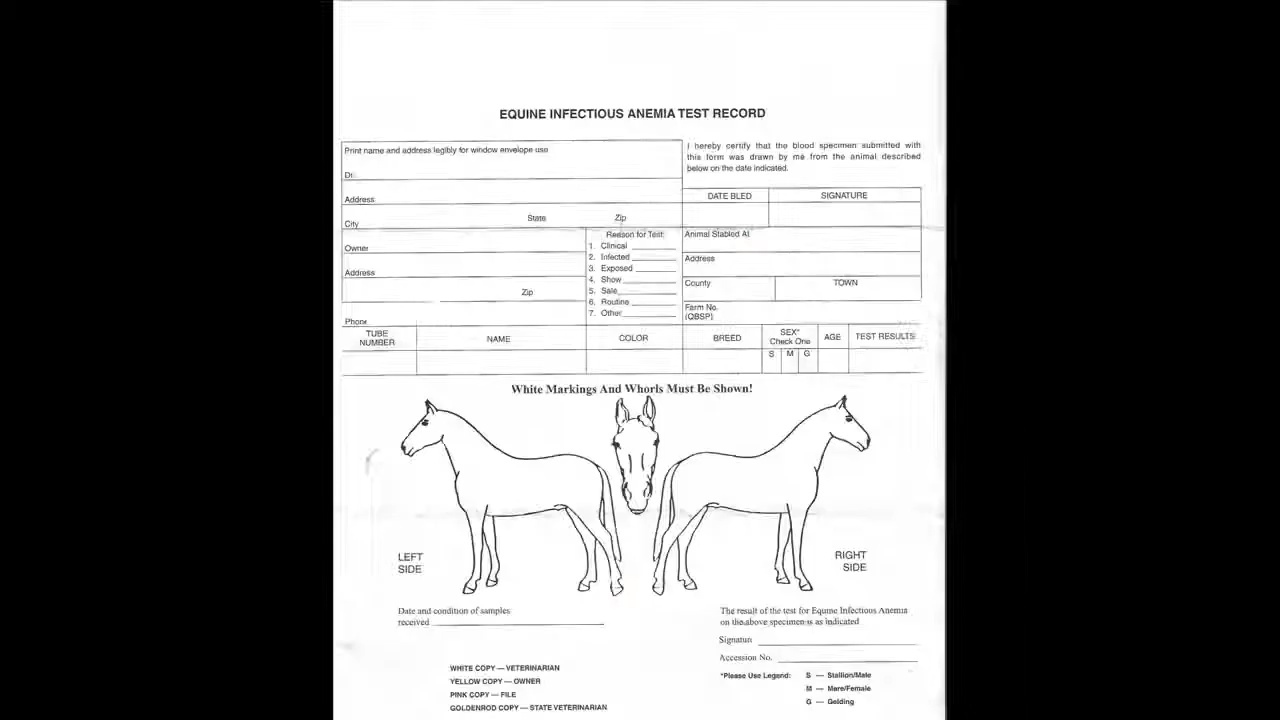 EQUINE INFECTIOUS ANEMIA TEST RECORD
Print name and address legibly for window envelope use
Dr.
Address
City State Zip
I hereby certify that the blood specimen submitted with
this form was drawn by me from the animal described
below on the date indicated.
DATE BLED SIGNATURE
Owner
Address
Zip
Phone
Reason for Test:
1. Clinical
2. Infected
3. Exposed
4. Show
5. Sale
6. Routine
7. Other
Animal Stabled At
Address
County TOWN
Farm No.
(QBSP)
TUBE
NUMBER
NAME
COLOR
BREED
SEX*
Check One
S M G
AGE
TEST RESULTS
White Markings And Whorls Must Be Shown!
LEFT
SIDE
RIGHT
SIDE
Date and condition of samples
received
The result of the test for Equine Infectious Anemia
on the above specimen is as indicated
Signatur
Accession No.
WHITE COPY — VETERINARIAN
YELLOW COPY — OWNER
PINK COPY — FILE
GOLDENROD COPY — STATE VETERINARIAN
*Please Use Legend: S — Stallion/Male
M — Mare/Female
G — Gelding